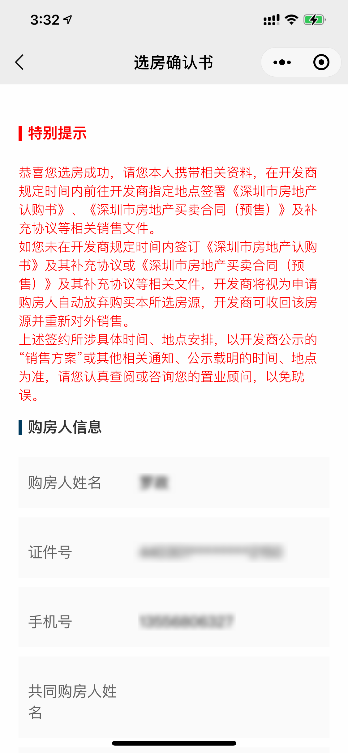 3:32
选房确认书
特别提示
恭喜您选房成功，请您本人携带相关资料，在开发商
规定时间内前往开发商指定地点签署《深圳市房地产
认购书》、《深圳市房地产买卖合同（预售）》及补
充协议等相关销售文件。
如您未在开发商规定时间内签订《深圳市房地产认购
书》及其补充协议或《深圳市房地产买卖合同（预
售）》及其补充协议等相关文件，开发商将视为申请
购房人自动放弃购买本所选房源，开发商可收回该房
源并重新对外销售。
上述签约所涉具体时间、地点安排，以开发商公示的
“销售方案”或其他相关通知、公示载明的时间、地点
为准，请您认真查阅或咨询您的置业顾问，以免耽
误。
购房人信息
购房人姓名
证件号
手机号
共同购房人姓
名